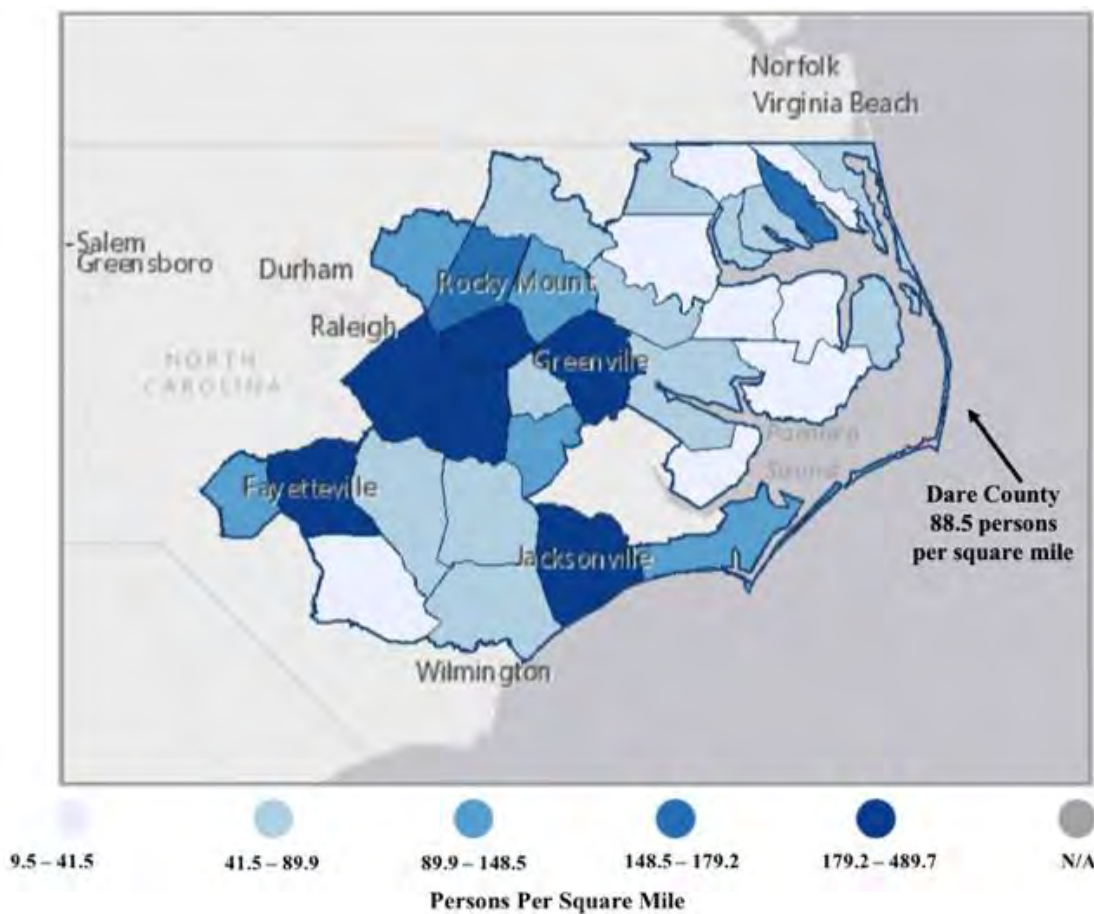 Norfolk
Virginia Beach
-Salem
Greensboro
Durham
Rocky Mount
Raleigh
NORTH
CAROLINA
Greenville
Pamlico
Sound
Fayetteville
Dare County
88.5 persons
per square mile
Jacksonville
Wilmington
9.5 – 41.5
41.5 – 89.9
89.9 – 148.5
148.5 – 179.2
179.2 – 489.7
N/A
Persons Per Square Mile